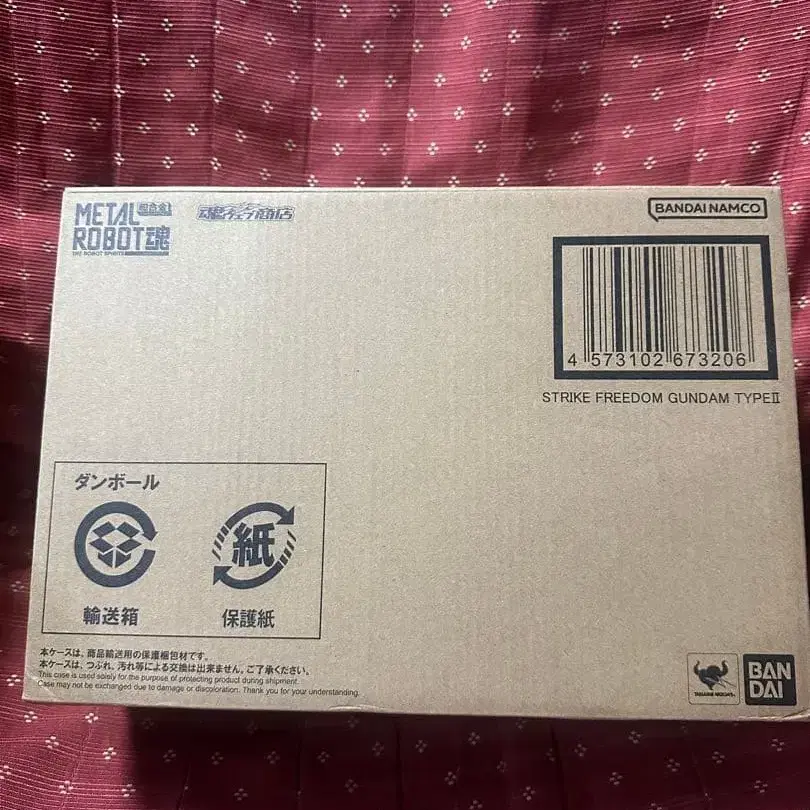 METAL 超合金
ROBOT魂
THE ROBOT SPIRITS
魂ウェブ商店
BANDAI NAMCO
4 573102 673206
STRIKE FREEDOM GUNDAM TYPEⅡ
ダンボール
紙
輸送箱
保護紙
本ケースは、商品輸送用の保護梱包材です。
本ケースは、つぶれ、汚れ等による交換は出来ません。ご了承ください。
This case is used solely for the purpose of protecting product during shipment.
Case may not be exchanged due to damage or discoloration. Thank you for your understanding.
TAMASHII NATIONS
BAN
DAI